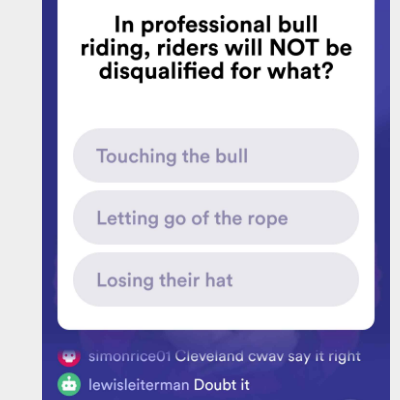 In professional bull
riding, riders will NOT be
disqualified for what?
Touching the bull
Letting go of the rope
Losing their hat
simonrice01 Cleveland cwav say it right
lewisleiterman Doubt it